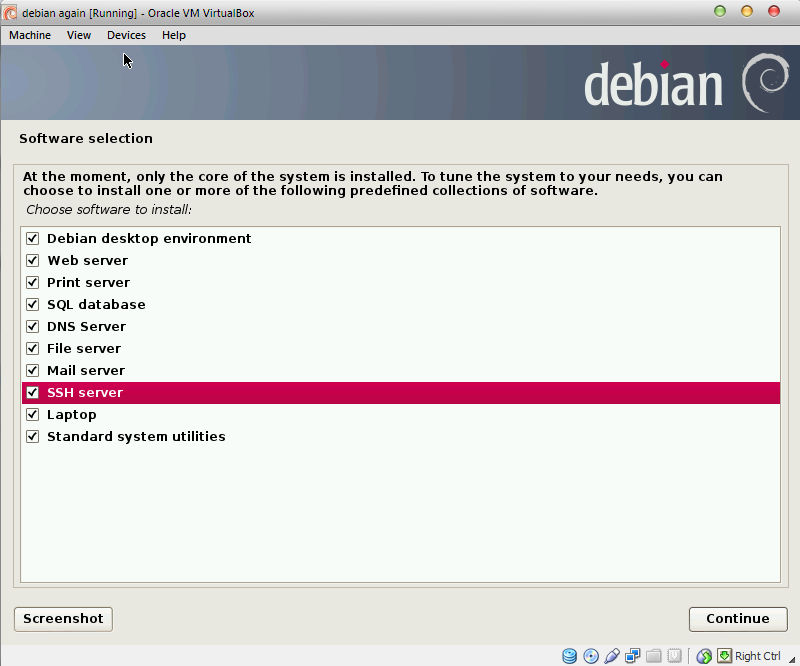 debian again [Running] - Oracle VM VirtualBox
Machine View Devices Help
debian
Software selection
At the moment, only the core of the system is installed. To tune the system to your needs, you can
choose to install one or more of the following predefined collections of software.
Choose software to install:
Debian desktop environment
Web server
Print server
SQL database
DNS Server
File server
Mail server
SSH server
Laptop
Standard system utilities
Screenshot Continue
Right Ctrl